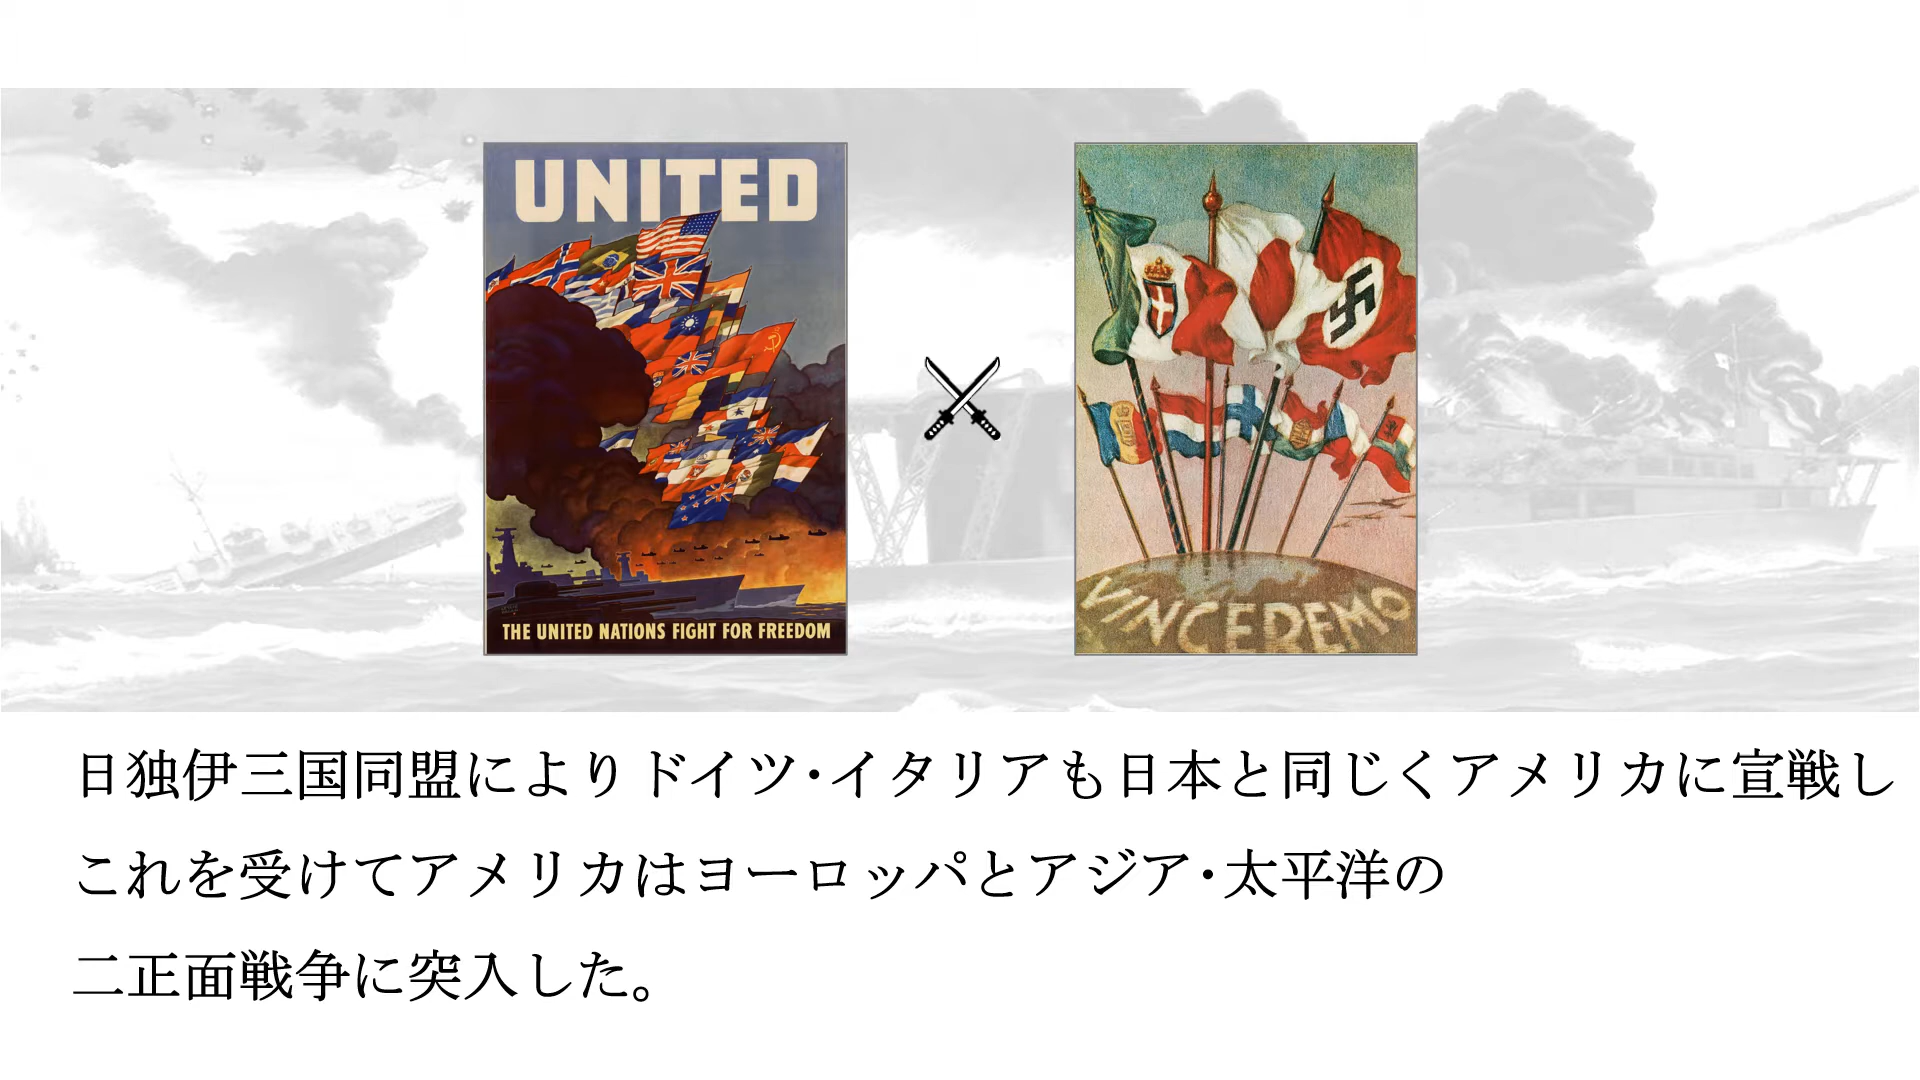 UNITED
THE UNITED NATIONS FIGHT FOR FREEDOM
VINCEREMO
日独伊三国同盟によりドイツ・イタリアも日本と同じくアメリカに宣戦し
これを受けてアメリカはヨーロッパとアジア・太平洋の
二正面戦争に突入した。